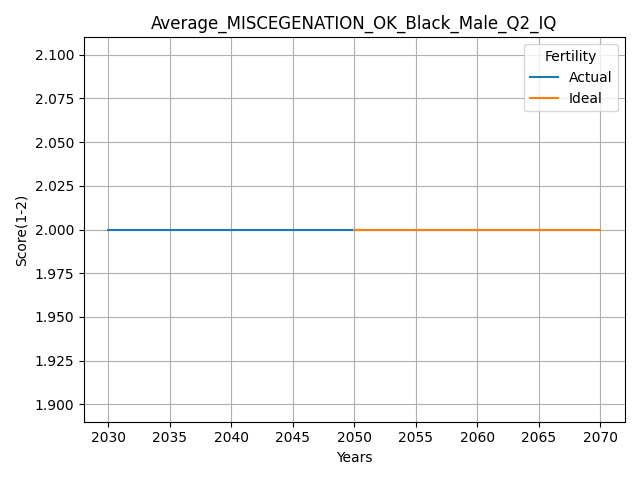 Average_MISCEGENATION_OK_Black_Male_Q2_IQ
Fertility
Actual
Ideal
2.100
2.075
2.050
2.025
2.000
1.975
1.950
1.925
1.900
Score(1-2)
2030 2035 2040 2045 2050 2055 2060 2065 2070
Years